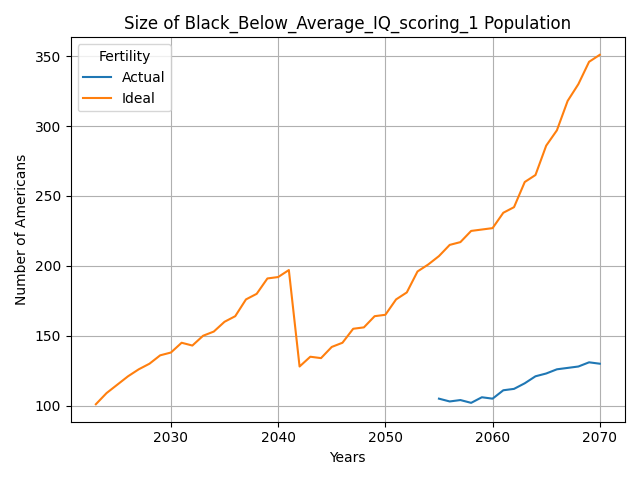 Size of Black_Below_Average_IQ_scoring_1 Population
Fertility
Actual
Ideal
Number of Americans
350
300
250
200
150
100
2030 2040 2050 2060 2070
Years